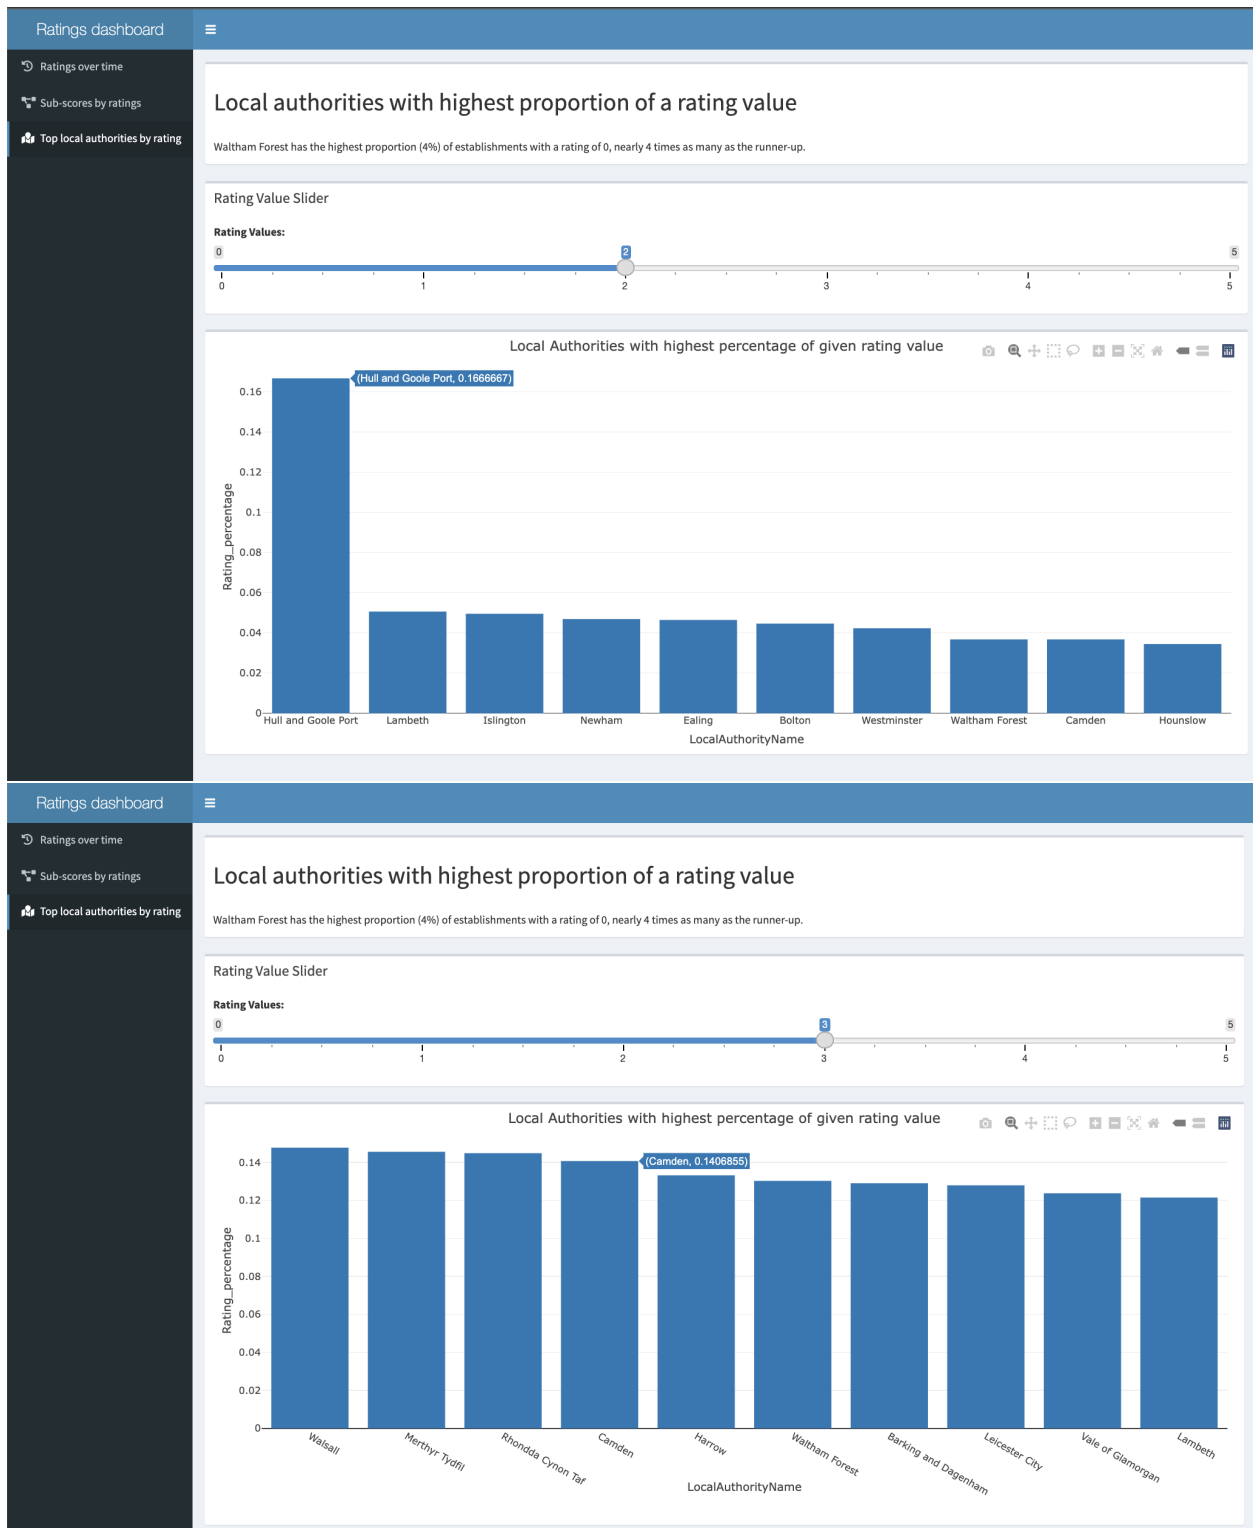 Ratings dashboard
Ratings over time
Sub-scores by ratings
Top local authorities by rating
Local authorities with highest proportion of a rating value
Waltham Forest has the highest proportion (4%) of establishments with a rating of 0, nearly 4 times as many as the runner-up.
Rating Value Slider
Rating Values:
0 2 5
0 1 2 3 4 5
Local Authorities with highest percentage of given rating value
(Hull and Goole Port, 0.1666667)
0.16
0.14
0.12
0.1
0.08
0.06
0.04
0.02
0
Rating_percentage
Hull and Goole Port Lambeth Islington Newham Ealing Bolton Westminster Waltham Forest Camden Hounslow
LocalAuthorityName
Ratings dashboard
Ratings over time
Sub-scores by ratings
Top local authorities by rating
Local authorities with highest proportion of a rating value
Waltham Forest has the highest proportion (4%) of establishments with a rating of 0, nearly 4 times as many as the runner-up.
Rating Value Slider
Rating Values:
0 3 5
0 1 2 3 4 5
Local Authorities with highest percentage of given rating value
(Camden, 0.1406855)
0.14
0.12
0.1
0.08
0.06
0.04
0.02
0
Rating_percentage
Walsall Merthyr Tydfil Rhondda Cynon Taf Camden Harrow Waltham Forest Barking and Dagenham Leicester City Vale of Glamorgan Lambeth
LocalAuthorityName